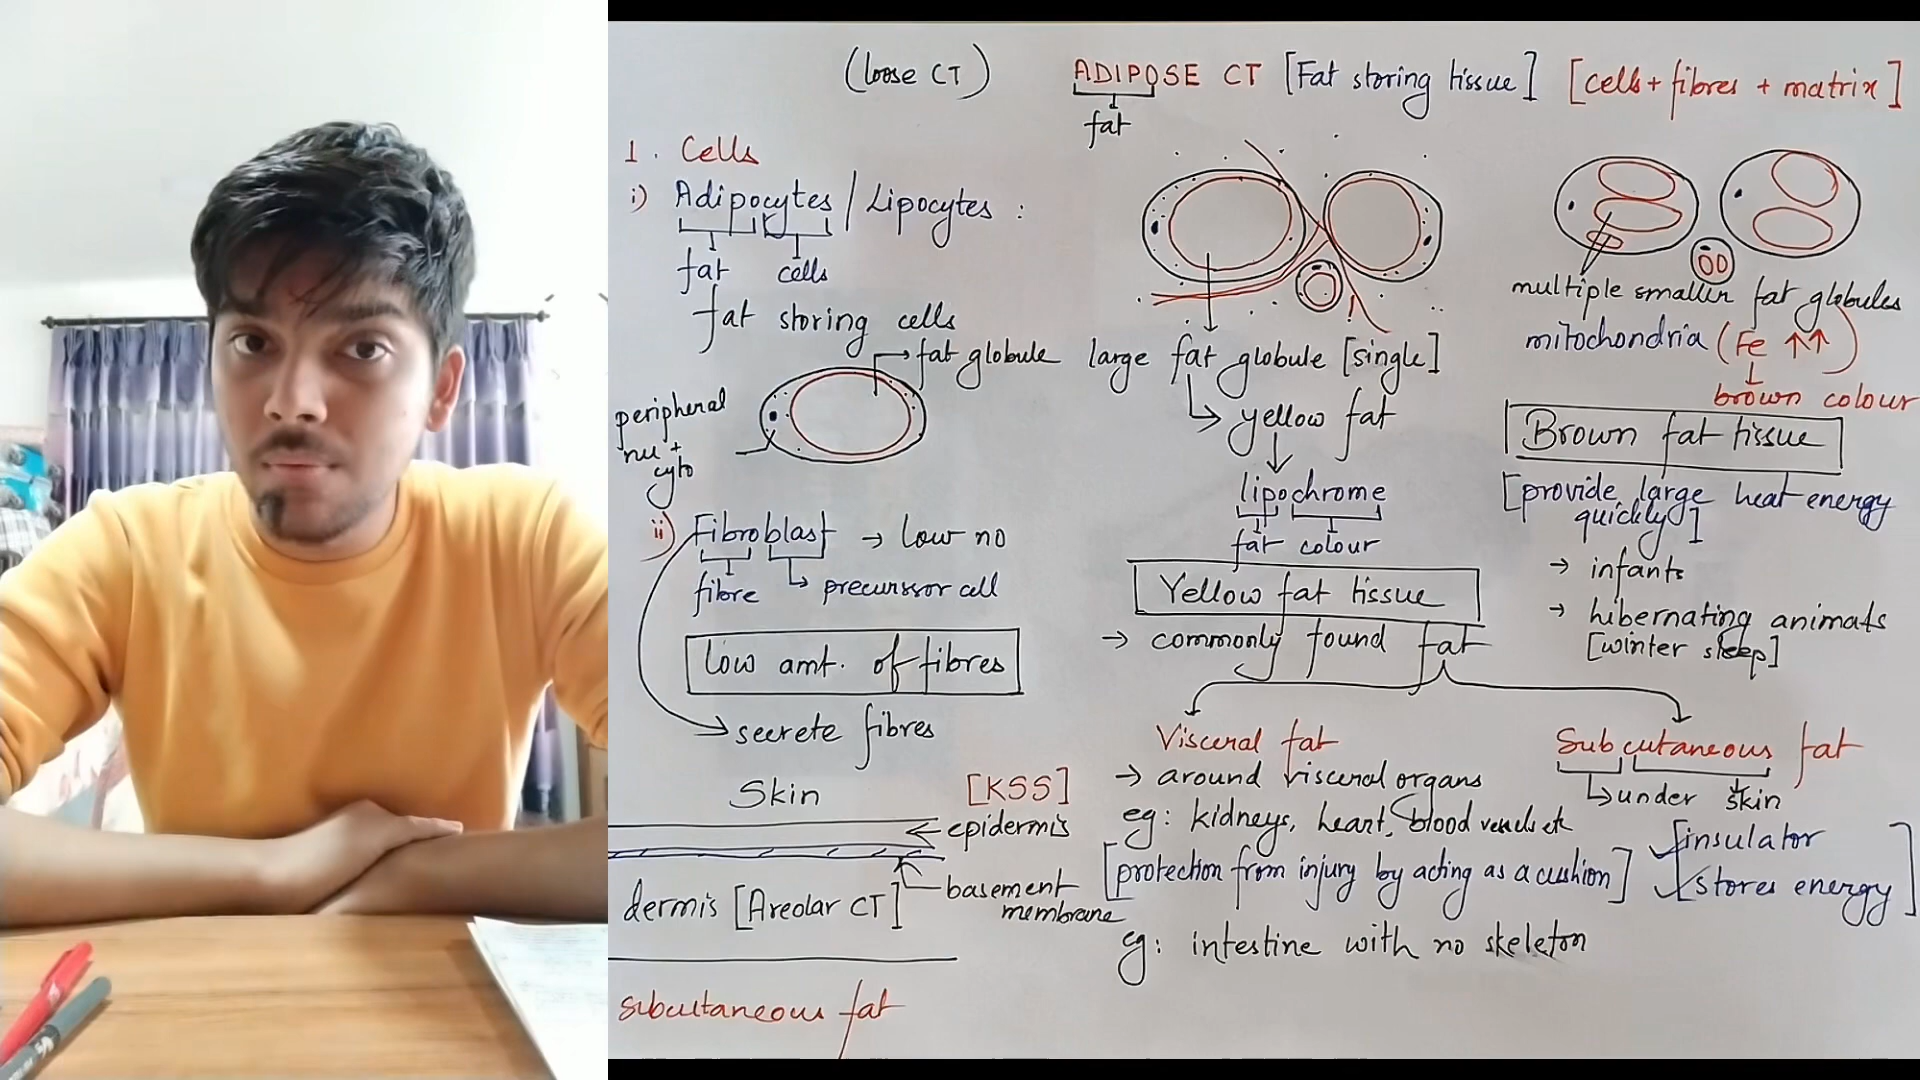 (loose CT)
ADIPOSE CT [Fat storing tissue] [cells + fibres + matrix]
fat
1. Cells
i) Adipocytes / Lipocytes :
fat cells
fat storing cells
fat globule
peripheral
nu +
cyto
ii) Fibroblast → low no
fibre → precurssor cell
low amt. of fibres
secrete fibres
Skin [KSS]
epidermis
basement
membrane
dermis [Areolar CT]
subcutaneous fat
large fat globule [single]
yellow fat
lipochrome
fat colour
Yellow fat tissue
→ commonly found fat
Visceral fat
→ around visceral organs
eg: kidneys, heart, blood vessels etc
[protection from injury by acting as a cushion]
eg: intestine with no skeleton
multiple smaller fat globules
mitochondria (Fe ↑↑)
brown colour
Brown fat tissue
[provide large heat energy
quickly]
→ infants
→ hibernating animals
[winter sleep]
Subcutaneous fat
under skin
[insulator
stores energy]